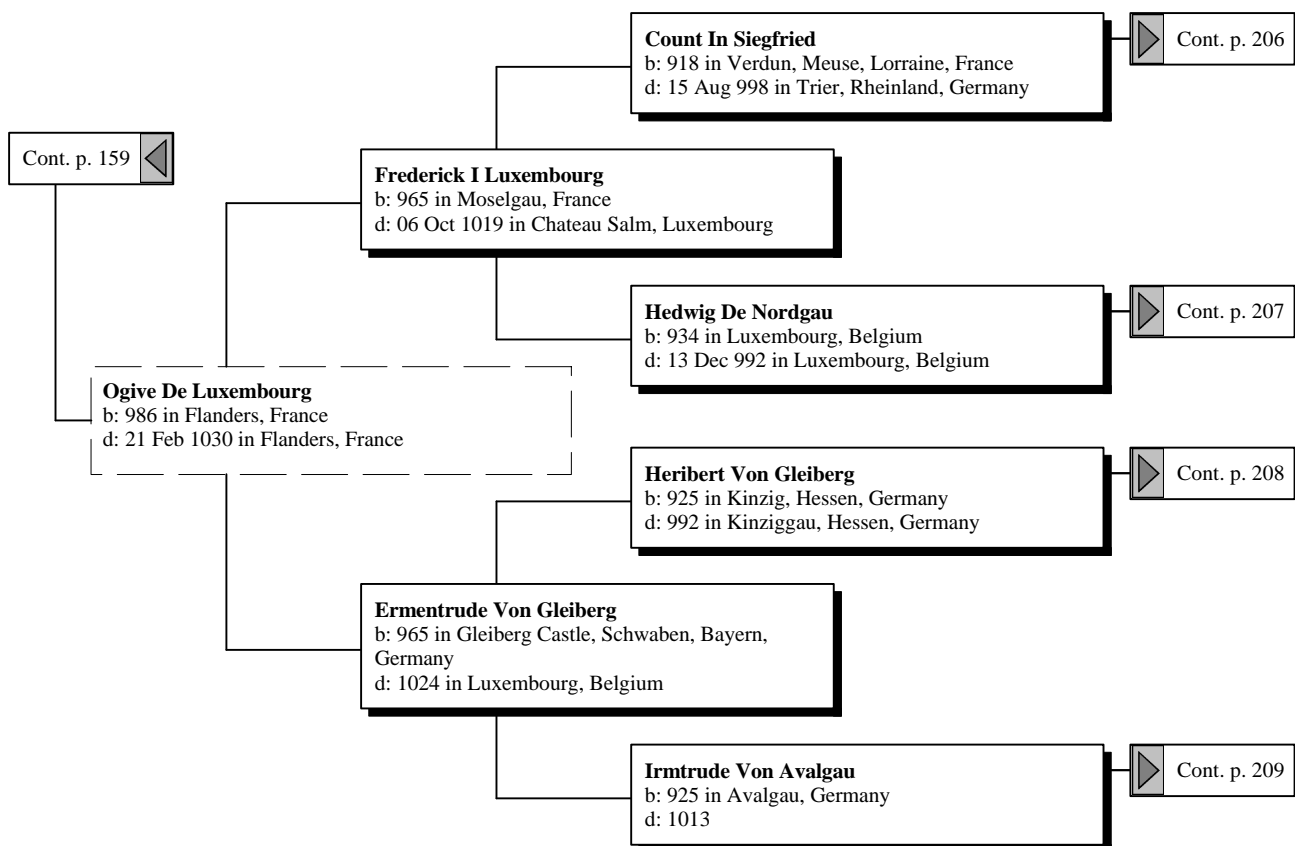 Count In Siegfried
b: 918 in Verdun, Meuse, Lorraine, France
d: 15 Aug 998 in Trier, Rheinland, Germany
Cont. p. 206
Cont. p. 159
Frederick I Luxembourg
b: 965 in Moselgau, France
d: 06 Oct 1019 in Chateau Salm, Luxembourg
Hedwig De Nordgau
b: 934 in Luxembourg, Belgium
d: 13 Dec 992 in Luxembourg, Belgium
Cont. p. 207
Ogive De Luxembourg
b: 986 in Flanders, France
d: 21 Feb 1030 in Flanders, France
Heribert Von Gleiberg
b: 925 in Kinzig, Hessen, Germany
d: 992 in Kinziggau, Hessen, Germany
Cont. p. 208
Ermentrude Von Gleiberg
b: 965 in Gleiberg Castle, Schwaben, Bayern,
Germany
d: 1024 in Luxembourg, Belgium
Irmtrude Von Avalgau
b: 925 in Avalgau, Germany
d: 1013
Cont. p. 209